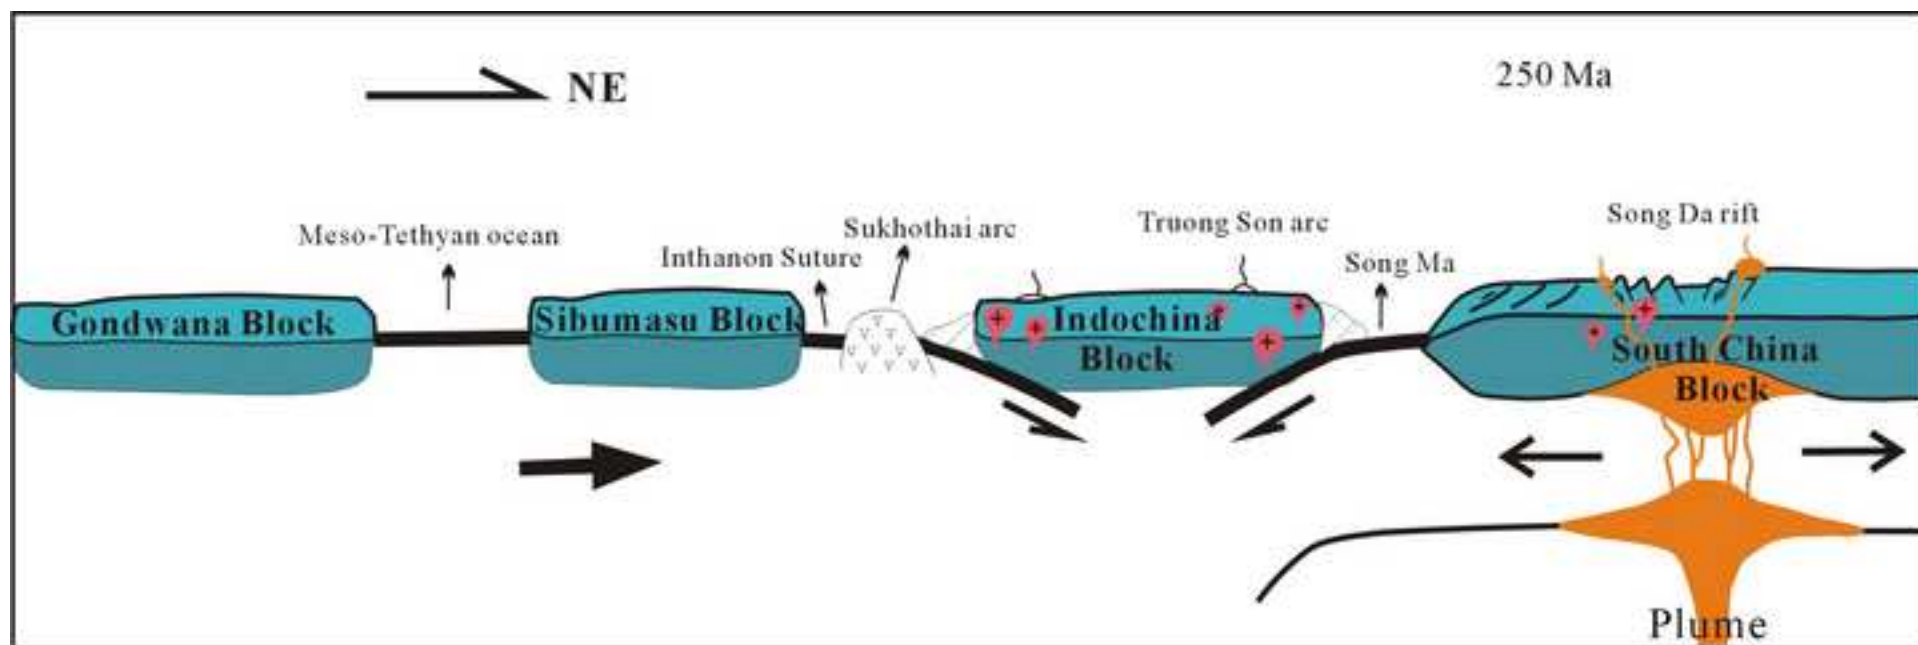 NE
250 Ma
Meso-Tethyan ocean
Inthanon Suture
Sukhothai arc
Truong Son arc
Song Ma
Song Da rift
Gondwana Block
Sibumasu Block
Indochina
Block
South China
Block
Plume